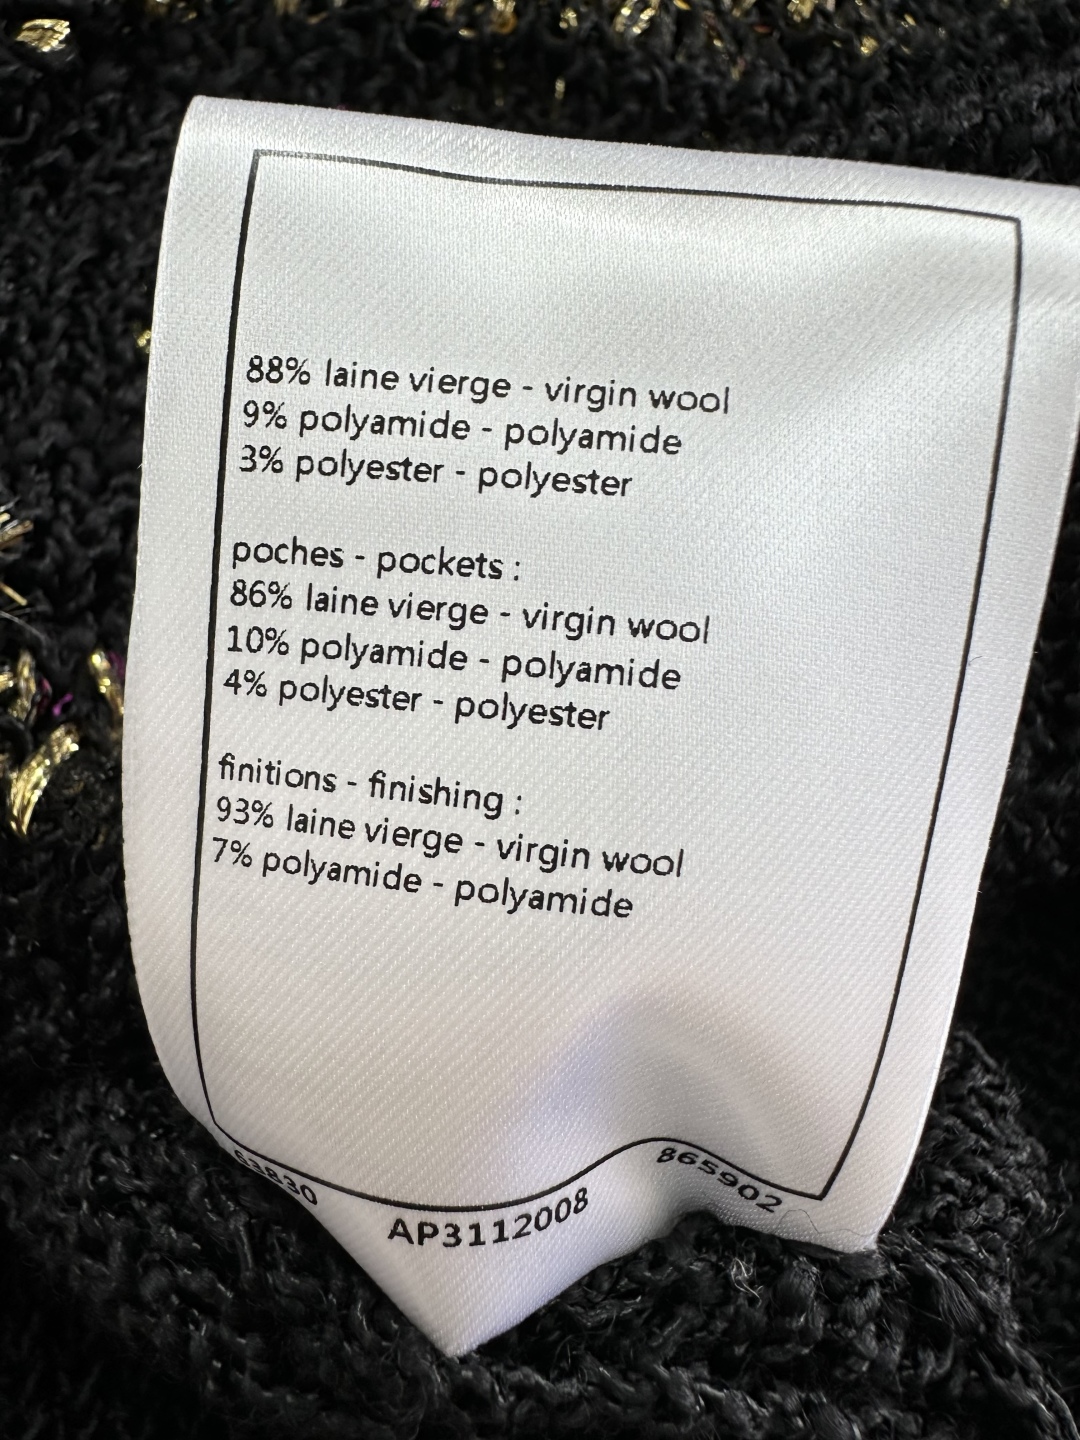 88% laine vierge - virgin wool
9% polyamide - polyamide
3% polyester - polyester
poches - pockets :
86% laine vierge - virgin wool
10% polyamide - polyamide
4% polyester - polyester
finitions - finishing :
93% laine vierge - virgin wool
7% polyamide - polyamide
63830 AP3112008 865902